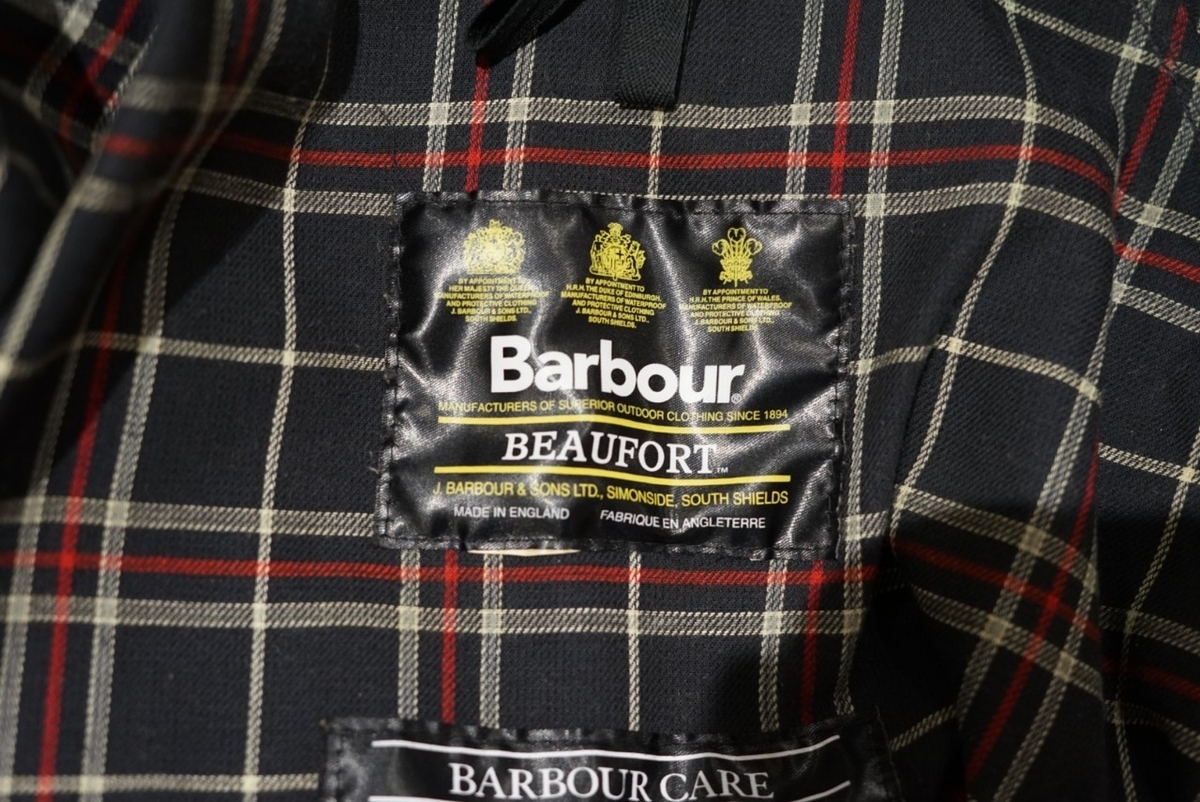 BY APPOINTMENT TO
HER MAJESTY THE QUEEN
MANUFACTURERS OF WATERPROOF
AND PROTECTIVE CLOTHING
J. BARBOUR & SONS LTD.,
SOUTH SHIELDS.
BY APPOINTMENT TO
H.R.H. THE DUKE OF EDINBURGH,
MANUFACTURERS OF WATERPROOF
AND PROTECTIVE CLOTHING
J. BARBOUR & SONS LTD.,
SOUTH SHIELDS.
BY APPOINTMENT TO
H.R.H. THE PRINCE OF WALES,
MANUFACTURERS OF WATERPROOF
AND PROTECTIVE CLOTHING
J. BARBOUR & SONS LTD.,
SOUTH SHIELDS.
Barbour®
MANUFACTURERS OF SUPERIOR OUTDOOR CLOTHING SINCE 1894
BEAUFORT™
J. BARBOUR & SONS LTD., SIMONSIDE, SOUTH SHIELDS
MADE IN ENGLAND FABRIQUE EN ANGLETERRE
BARBOUR CARE